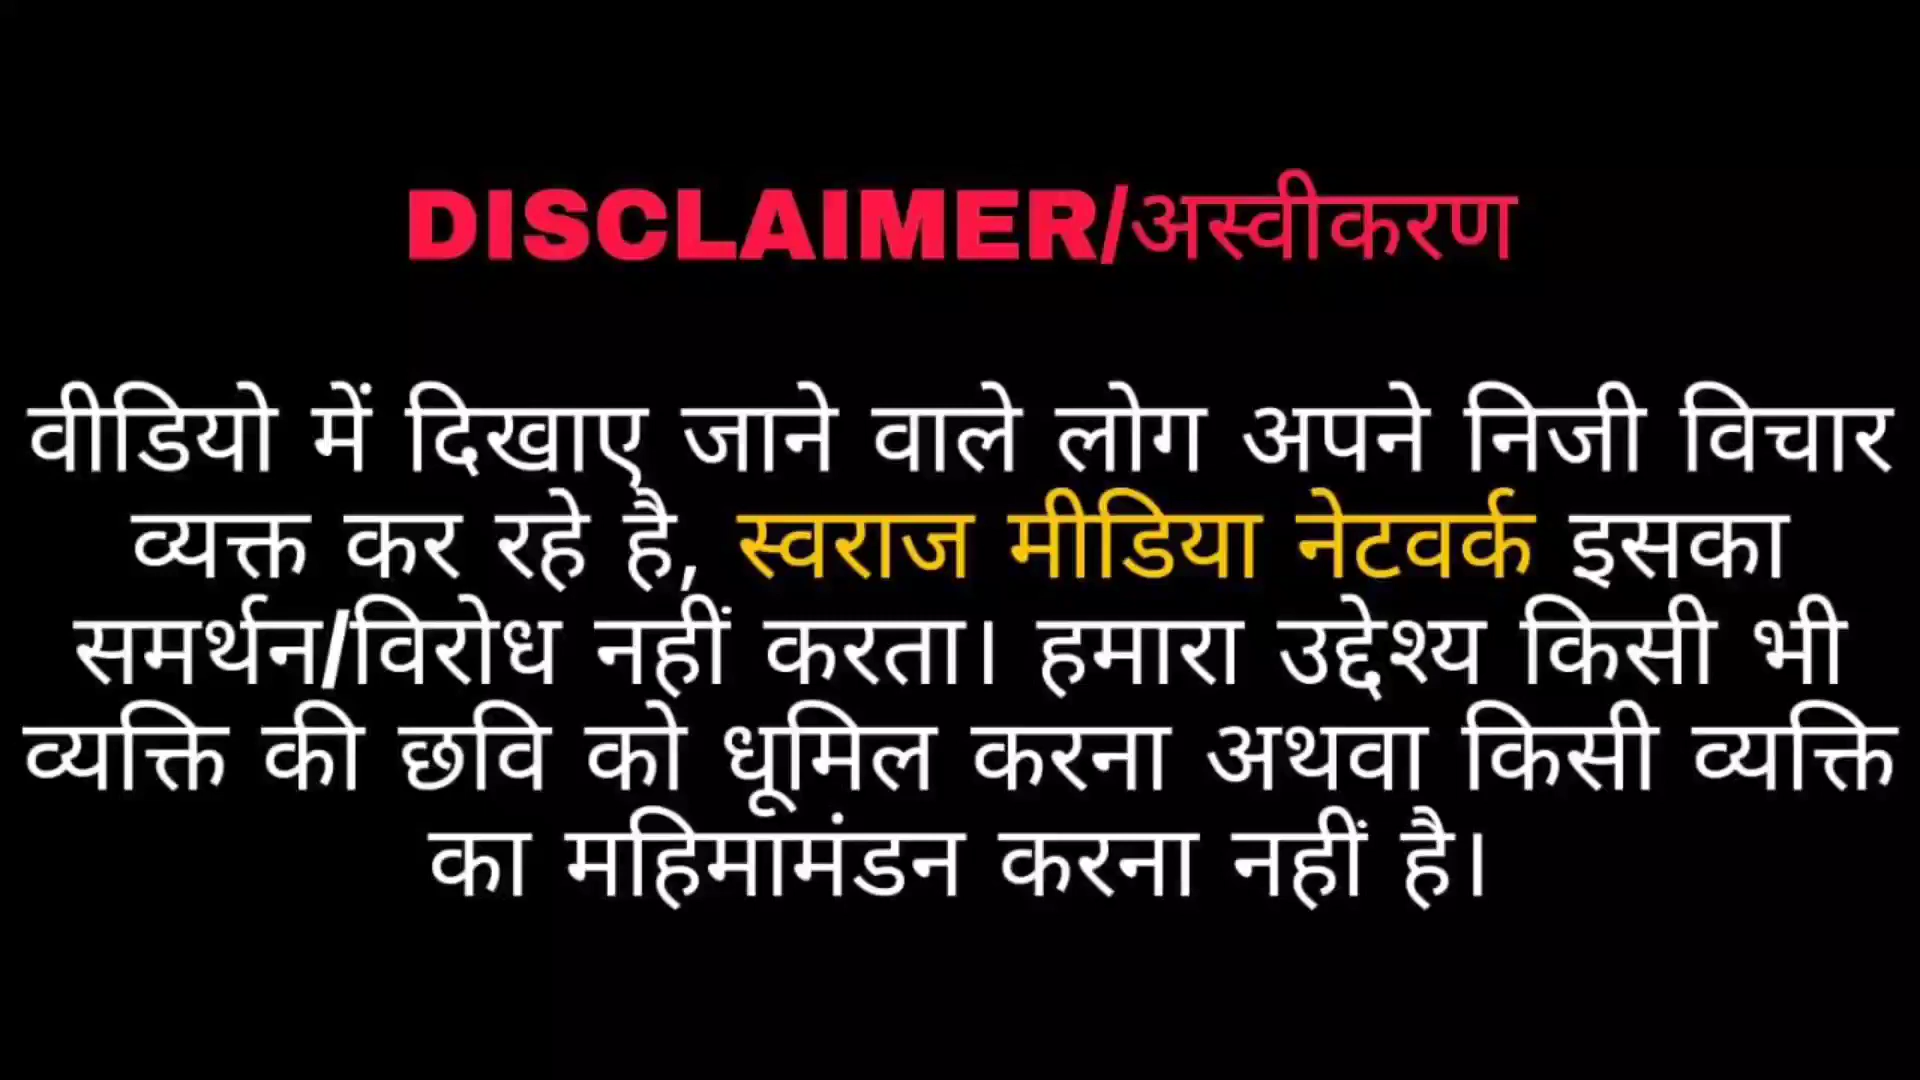 DISCLAIMER/अस्वीकरण
वीडियो में दिखाए जाने वाले लोग अपने निजी विचार
व्यक्त कर रहे है, स्वराज मीडिया नेटवर्क इसका
समर्थन/विरोध नहीं करता। हमारा उद्देश्य किसी भी
व्यक्ति की छवि को धूमिल करना अथवा किसी व्यक्ति
का महिमामंडन करना नहीं है।